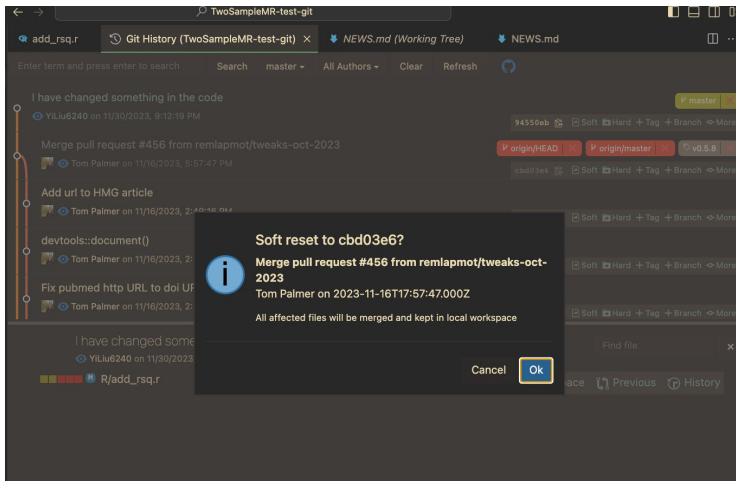 TwoSampleMR-test-git
add_rsq.r
Git History (TwoSampleMR-test-git)
NEWS.md (Working Tree)
NEWS.md
Enter term and press enter to search
Search
master
All Authors
Clear
Refresh
I have changed something in the code
master
YiLiu6240 on 11/30/2023, 9:12:19 PM
94550eb
Soft
Hard
+ Tag
+ Branch
More
Merge pull request #456 from remlapmot/tweaks-oct-2023
origin/HEAD
origin/master
v0.5.8
Tom Palmer on 11/16/2023, 5:57:47 PM
cbd03e6
Soft
Hard
+ Tag
+ Branch
More
Add url to HMG article
Tom Palmer on 11/16/2023, 2:49:16 PM
Soft
Hard
+ Tag
+ Branch
More
devtools::document()
Tom Palmer on 11/16/2023, 2:
Soft
Hard
+ Tag
+ Branch
More
Fix pubmed http URL to doi UR
Tom Palmer on 11/16/2023, 2:
Soft
Hard
+ Tag
+ Branch
More
Soft reset to cbd03e6?
Merge pull request #456 from remlapmot/tweaks-oct-
2023
Tom Palmer on 2023-11-16T17:57:47.000Z
All affected files will be merged and kept in local workspace
Cancel
Ok
I have changed some
Find file
YiLiu6240 on 11/30/2023
R/add_rsq.r
ace
Previous
History